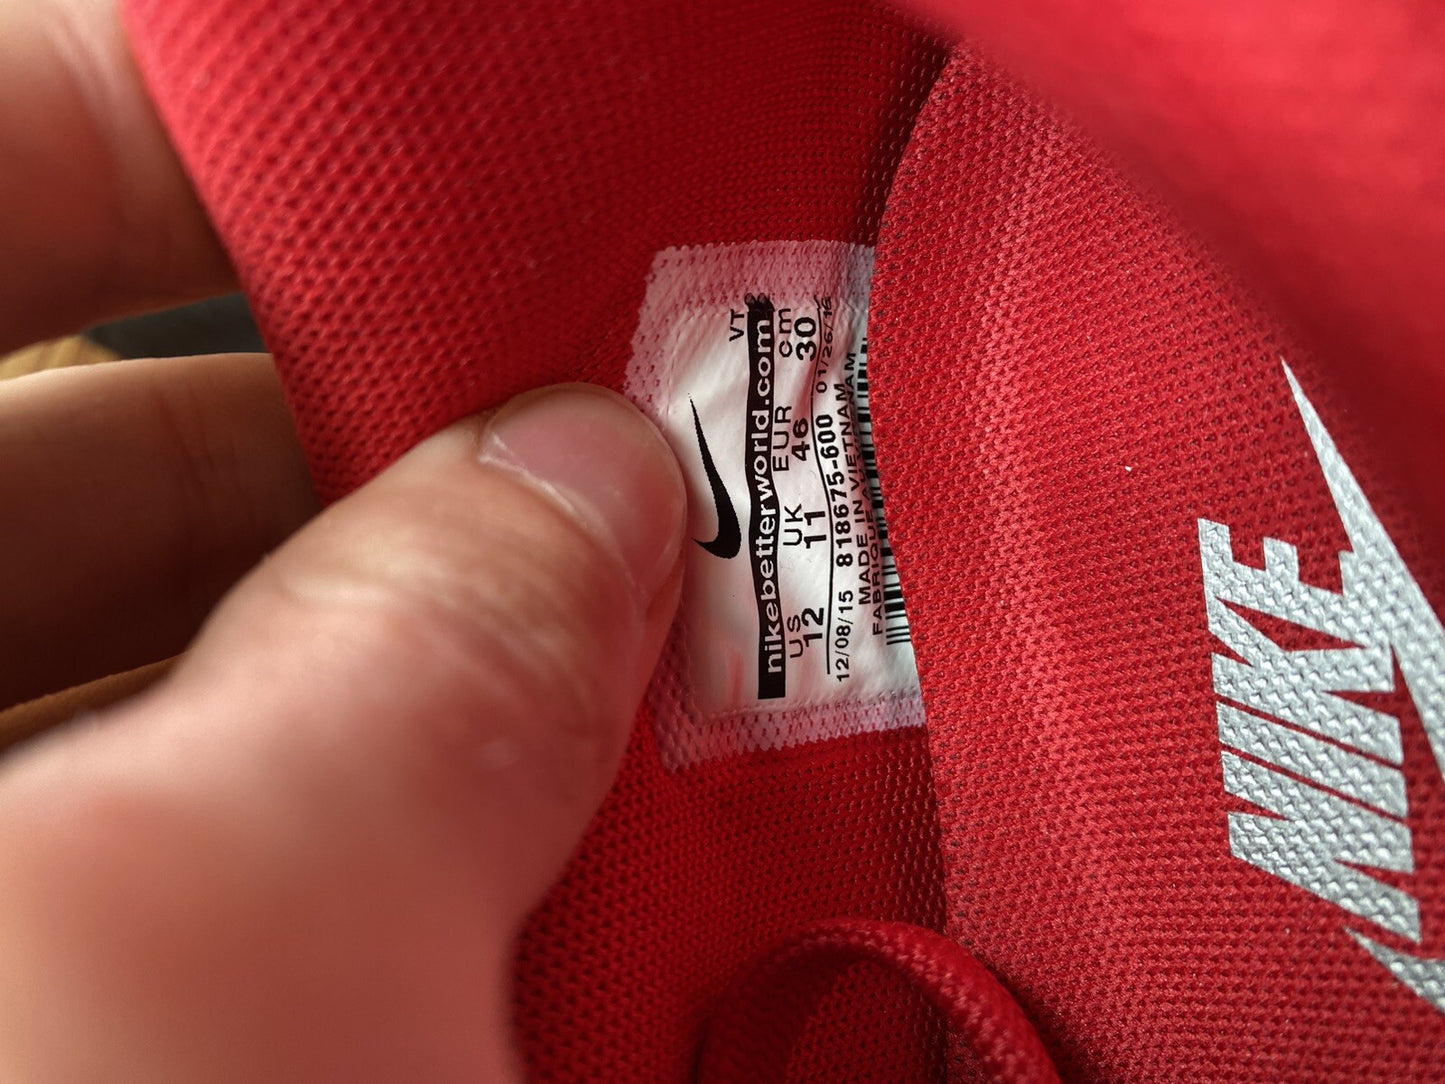 VT
nikebetterworld.com
US UK EUR cm
12 11 46 30
12/08/15 818675-600 01/26/16
MADE IN VIETNAM
FABRIQUE
NIKE